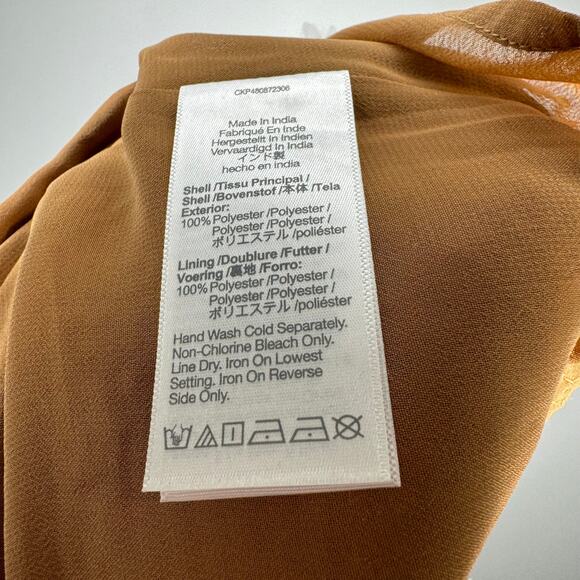 CKP480872306
Made In India
Fabriqué En Inde
Hergestellt In Indien
Vervaardigd In India
インド製
hecho en india
Shell /Tissu Principal /
Shell /Bovenstof /本体 /Tela
Exterior:
100% Polyester /Polyester /
Polyester /Polyester /
ポリエステル /poliéster
Lining /Doublure /Futter /
Voering /裏地 /Forro:
100% Polyester /Polyester /
Polyester /Polyester /
ポリエステル /poliéster
Hand Wash Cold Separately.
Non-Chlorine Bleach Only.
Line Dry. Iron On Lowest
Setting. Iron On Reverse
Side Only.